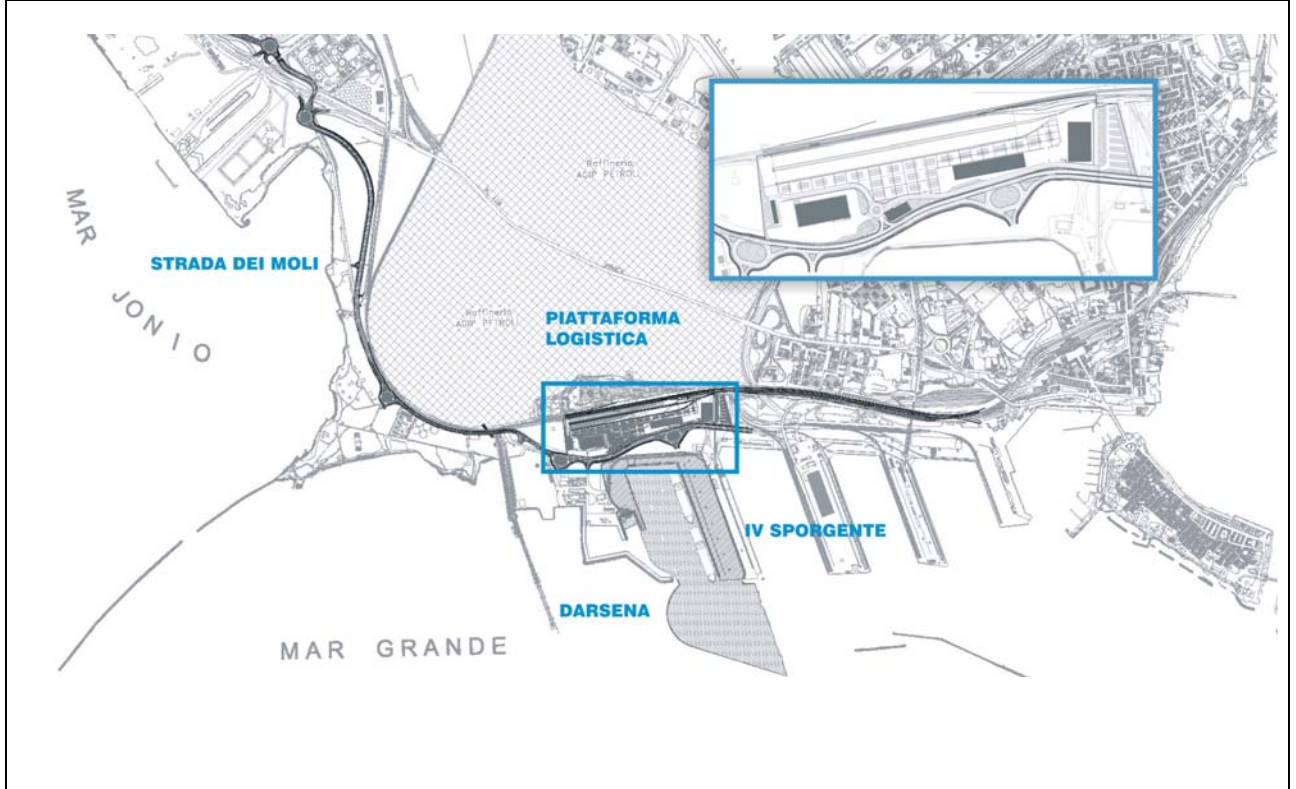 Raffineria
AGIP PETROLI
MAR
JONIO
STRADA DEI MOLI
Raffineria
AGIP PETROLI
PIATTAFORMA
LOGISTICA
IV SPORGENTE
DARSENA
MAR GRANDE